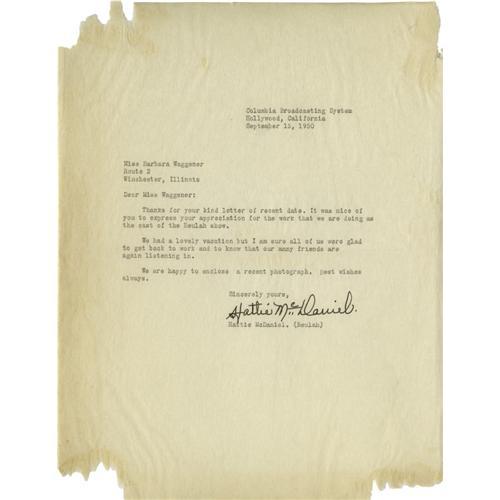 Columbia Broadcasting System
Hollywood, California
September 15, 1950
Miss Barbara Waggener
Route 2
Winchester, Illinois
Dear Miss Waggener:
Thanks for your kind letter of recent date. It was nice of
you to express your appreciation for the work that we are doing as
the cast of the Beulah show.
We had a lovely vacation but I am sure all of us were glad
to get back to work and to know that our many friends are
again listening in.
We are happy to enclose a recent photograph. Best wishes
always.
Sincerely yours,
Hattie McDaniel.
Hattie McDaniel. (Beulah)